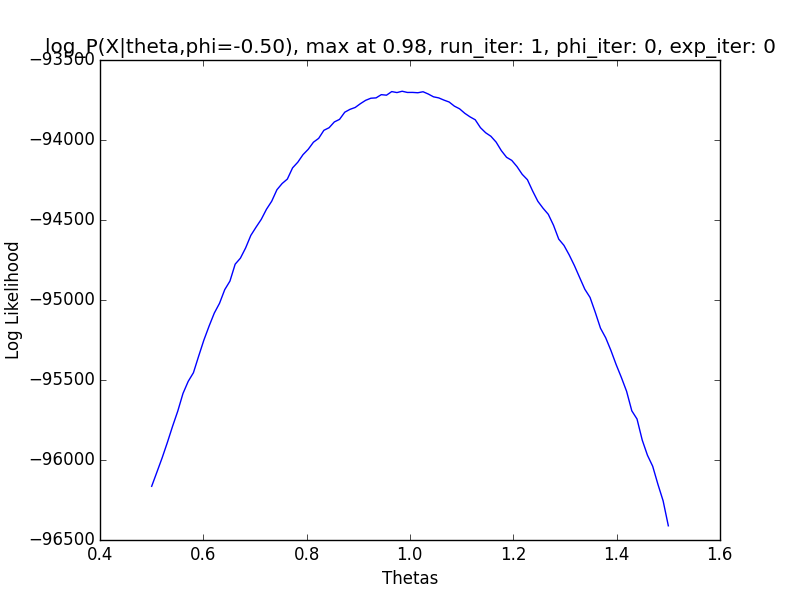 log P(X|theta,phi=-0.50), max at 0.98, run_iter: 1, phi_iter: 0, exp_iter: 0
−93500
−94000
−94500
−95000
−95500
−96000
−96500
Log Likelihood
0.4 0.6 0.8 1.0 1.2 1.4 1.6
Thetas